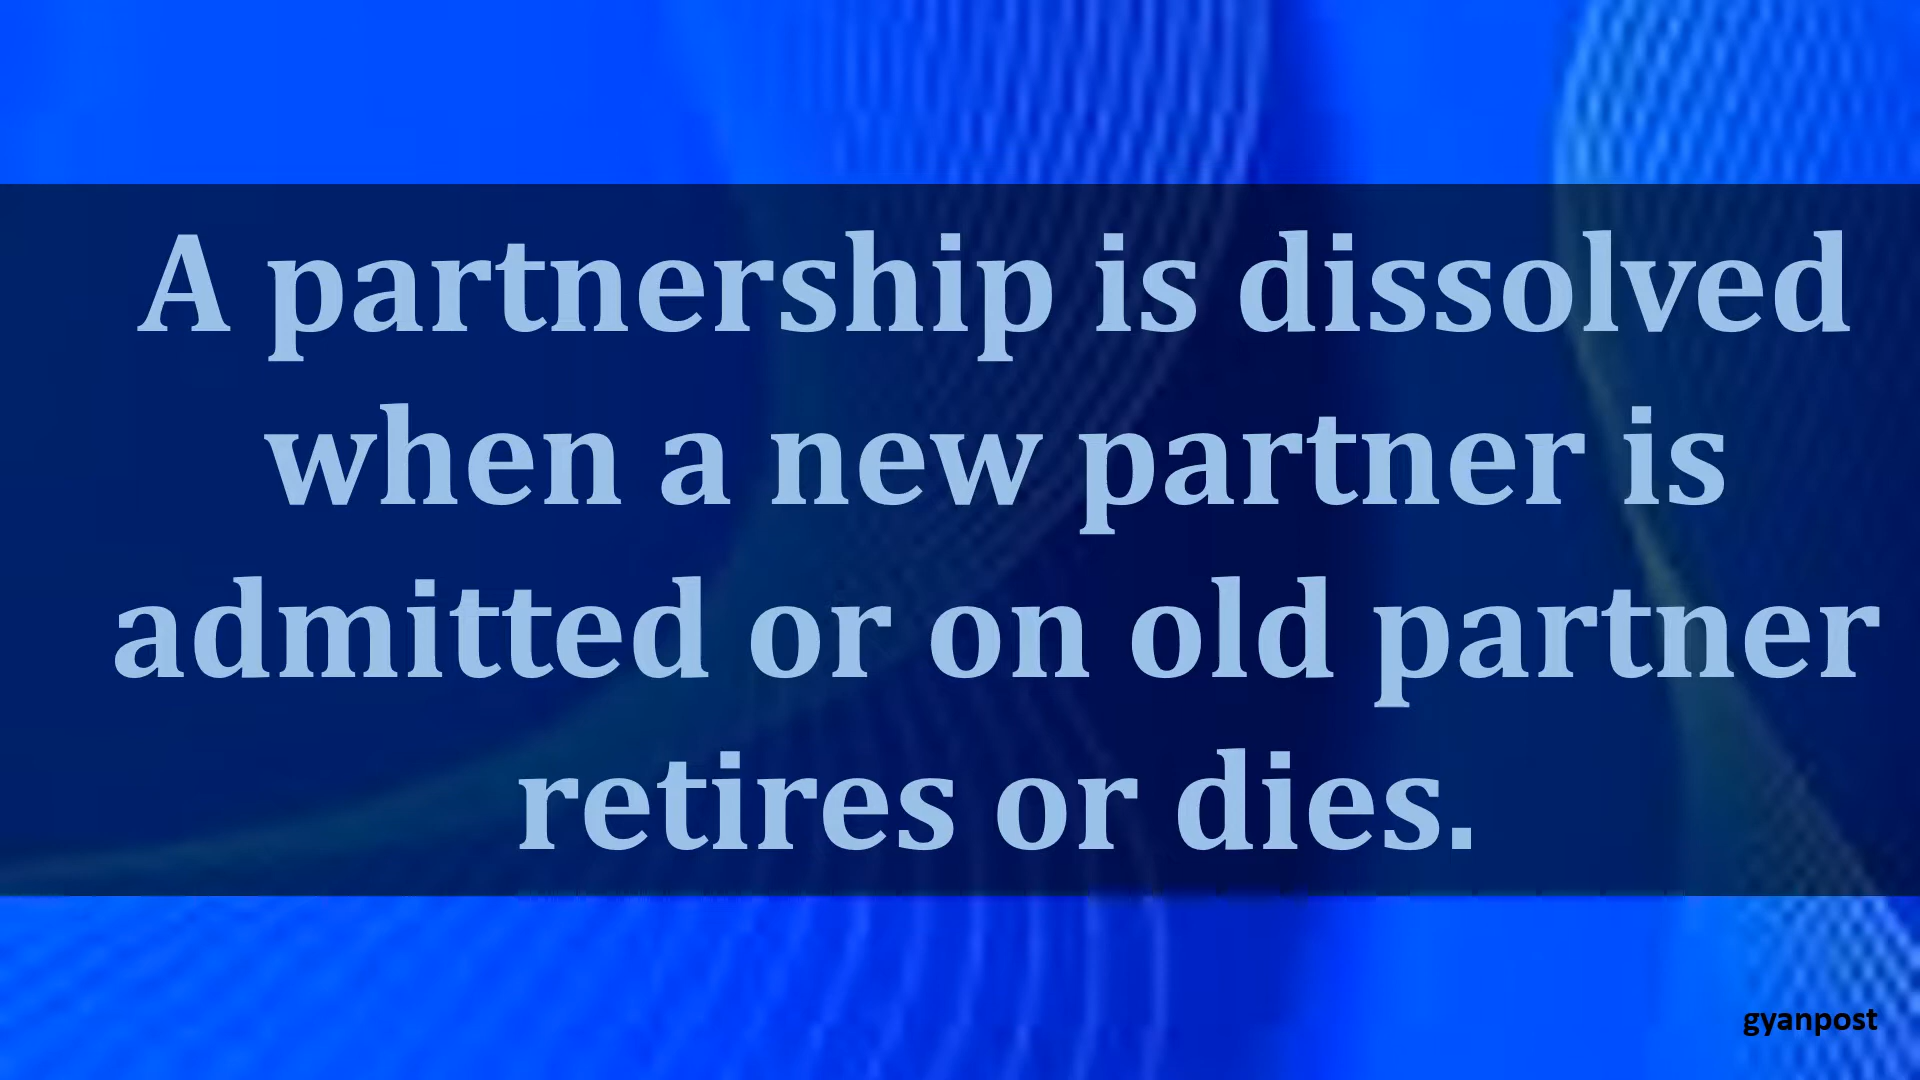 A partnership is dissolved
when a new partner is
admitted or on old partner
retires or dies.
gyanpost